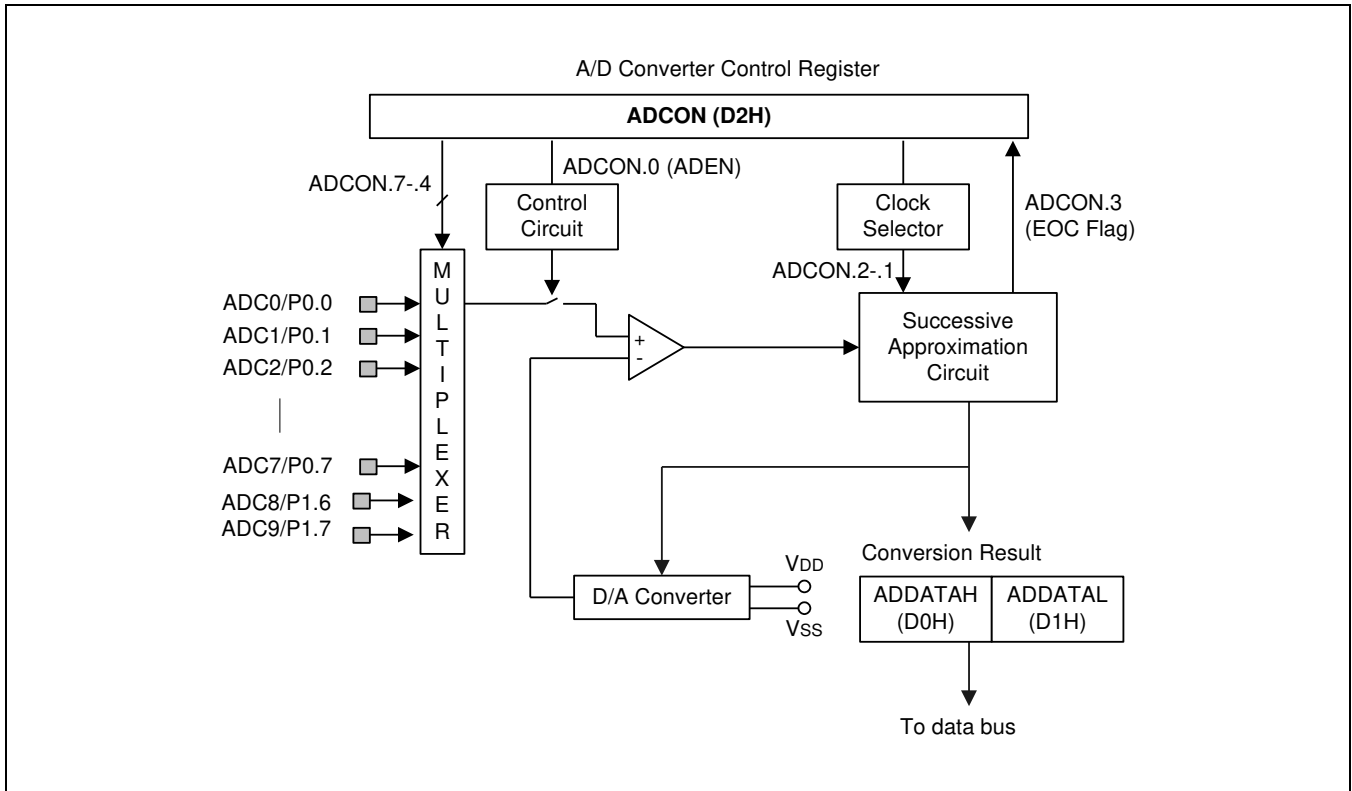 A/D Converter Control Register
ADCON (D2H)
ADCON.7-.4
ADCON.0 (ADEN)
Control
Circuit
Clock
Selector
ADCON.3
(EOC Flag)
ADCON.2-.1
MULTIPLEXER
ADC0/P0.0
ADC1/P0.1
ADC2/P0.2
ADC7/P0.7
ADC8/P1.6
ADC9/P1.7
+
-
Successive
Approximation
Circuit
D/A Converter
VDD
VSS
Conversion Result
ADDATAH
(D0H)
ADDATAL
(D1H)
To data bus